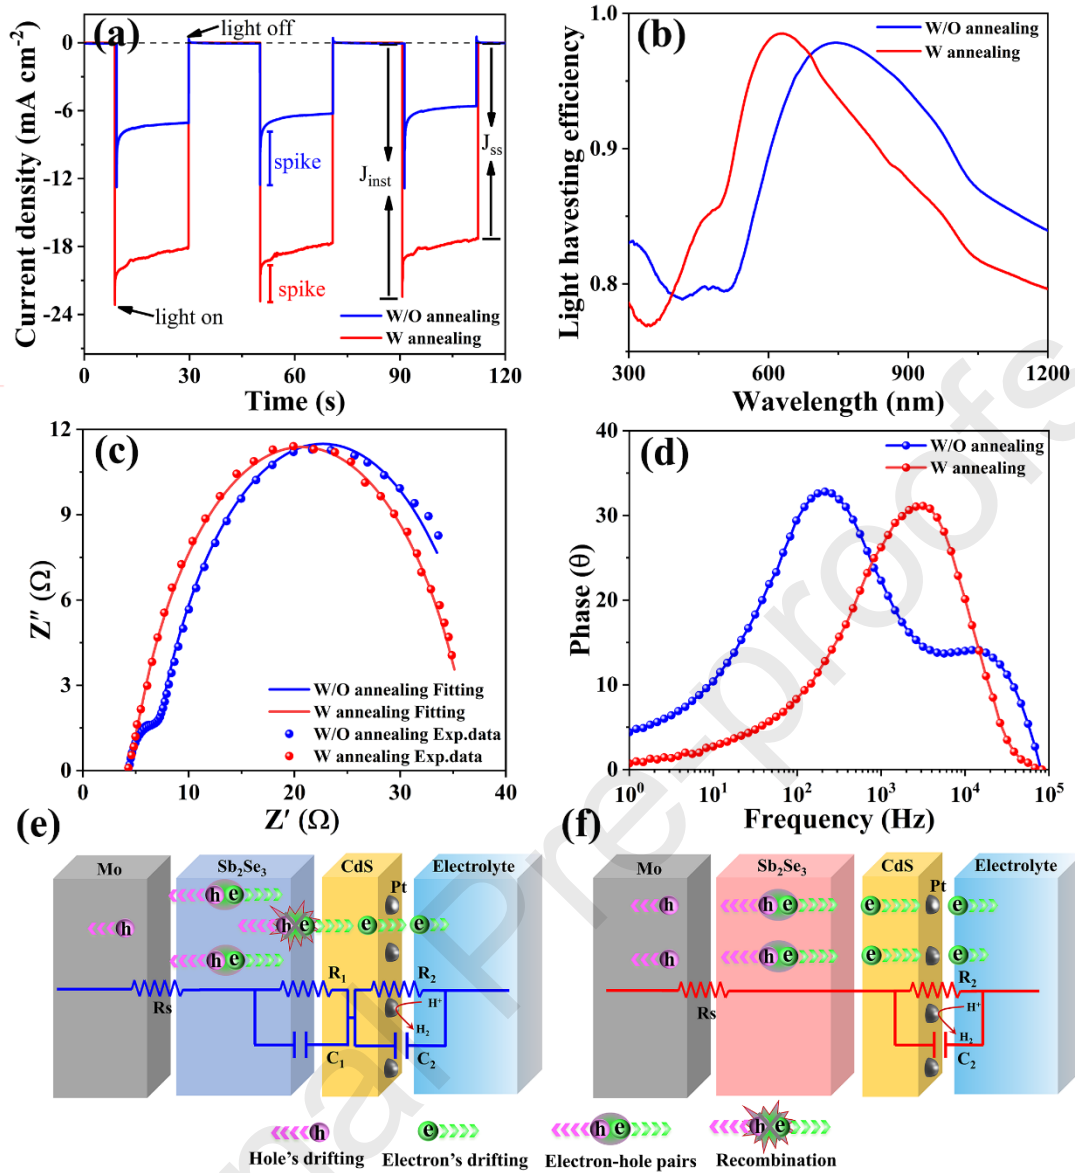 (a)
light off
spike
spike
J_inst
J_ss
light on
W/O annealing
W annealing
0
-6
-12
-18
-24
Current density (mA cm⁻²)
0 30 60 90 120
Time (s)
(b)
W/O annealing
W annealing
1.0
0.9
0.8
Light havesting efficiency
300 600 900 1200
Wavelength (nm)
(c)
12
9
6
3
0
Z″ (Ω)
W/O annealing Fitting
W annealing Fitting
W/O annealing Exp.data
W annealing Exp.data
0 10 20 30 40
Z′ (Ω)
(d)
W/O annealing
W annealing
40
30
20
10
0
Phase (θ)
10⁰ 10¹ 10² 10³ 10⁴ 10⁵
Frequency (Hz)
(e)
Mo Sb₂Se₃ CdS Electrolyte
Pt
h e
h h e e e
h e
Rs R₁ R₂
H⁺
H₂
C₁ C₂
(f)
Mo Sb₂Se₃ CdS Electrolyte
Pt
h h e e e
h h e e e
Rs R₂
H⁺
H₂
C₂
h e h e h e
Hole's drifting Electron's drifting Electron-hole pairs Recombination
nal Pre-proofs